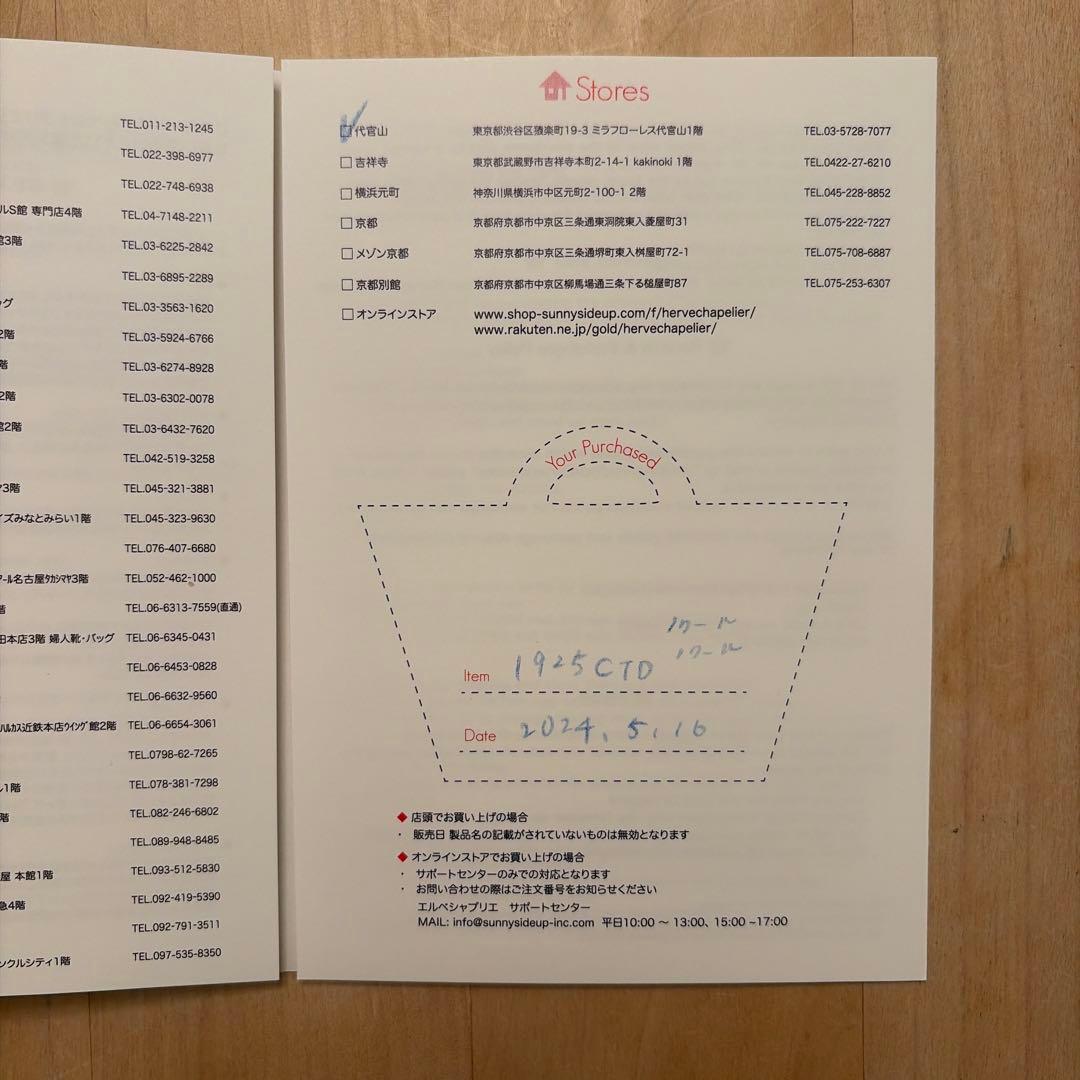 TEL.011-213-1245
TEL.022-398-6977
TEL.022-748-6938
ルS館 専門店4階 TEL.04-7148-2211
館3階 TEL.03-6225-2842
TEL.03-6895-2289
ッグ TEL.03-3563-1620
2階 TEL.03-5924-6766
階 TEL.03-6274-8928
2階 TEL.03-6302-0078
館2階 TEL.03-6432-7620
TEL.042-519-3258
3階 TEL.045-321-3881
イズみなとみらい1階 TEL.045-323-9630
TEL.076-407-6680
ｱｰﾙ名古屋ﾀｶｼﾏﾔ3階 TEL.052-462-1000
階 TEL.06-6313-7559(直通)
田本店3階 婦人靴・バッグ TEL.06-6345-0431
TEL.06-6453-0828
TEL.06-6632-9560
ﾊﾙｶｽ近鉄本店ｳｲﾝｸﾞ館2階 TEL.06-6654-3061
TEL.0798-62-7265
1階 TEL.078-381-7298
階 TEL.082-246-6802
TEL.089-948-8485
屋 本館1階 TEL.093-512-5830
急4階 TEL.092-419-5390
TEL.092-791-3511
ンクルシティ1階 TEL.097-535-8350
Stores
代官山 東京都渋谷区猿楽町19-3 ミラフローレス代官山1階 TEL.03-5728-7077
吉祥寺 東京都武蔵野市吉祥寺本町2-14-1 kakinoki 1階 TEL.0422-27-6210
横浜元町 神奈川県横浜市中区元町2-100-1 2階 TEL.045-228-8852
京都 京都府京都市中京区三条通東洞院東入菱屋町31 TEL.075-222-7227
メゾン京都 京都府京都市中京区三条通堺町東入桝屋町72-1 TEL.075-708-6887
京都別館 京都府京都市中京区柳馬場通三条下る槌屋町87 TEL.075-253-6307
オンラインストア www.shop-sunnysideup.com/f/hervechapelier/
www.rakuten.ne.jp/gold/hervechapelier/
Your Purchased
ノワール
ノワール
Item 1925CTD
Date 2024.5.16
◆ 店頭でお買い上げの場合
・ 販売日 製品名の記載がされていないものは無効となります
◆ オンラインストアでお買い上げの場合
・ サポートセンターのみでの対応となります
・ お問い合わせの際はご注文番号をお知らせください
エルベシャプリエ サポートセンター
MAIL: info@sunnysideup-inc.com 平日10:00 〜 13:00、15:00 ~17:00